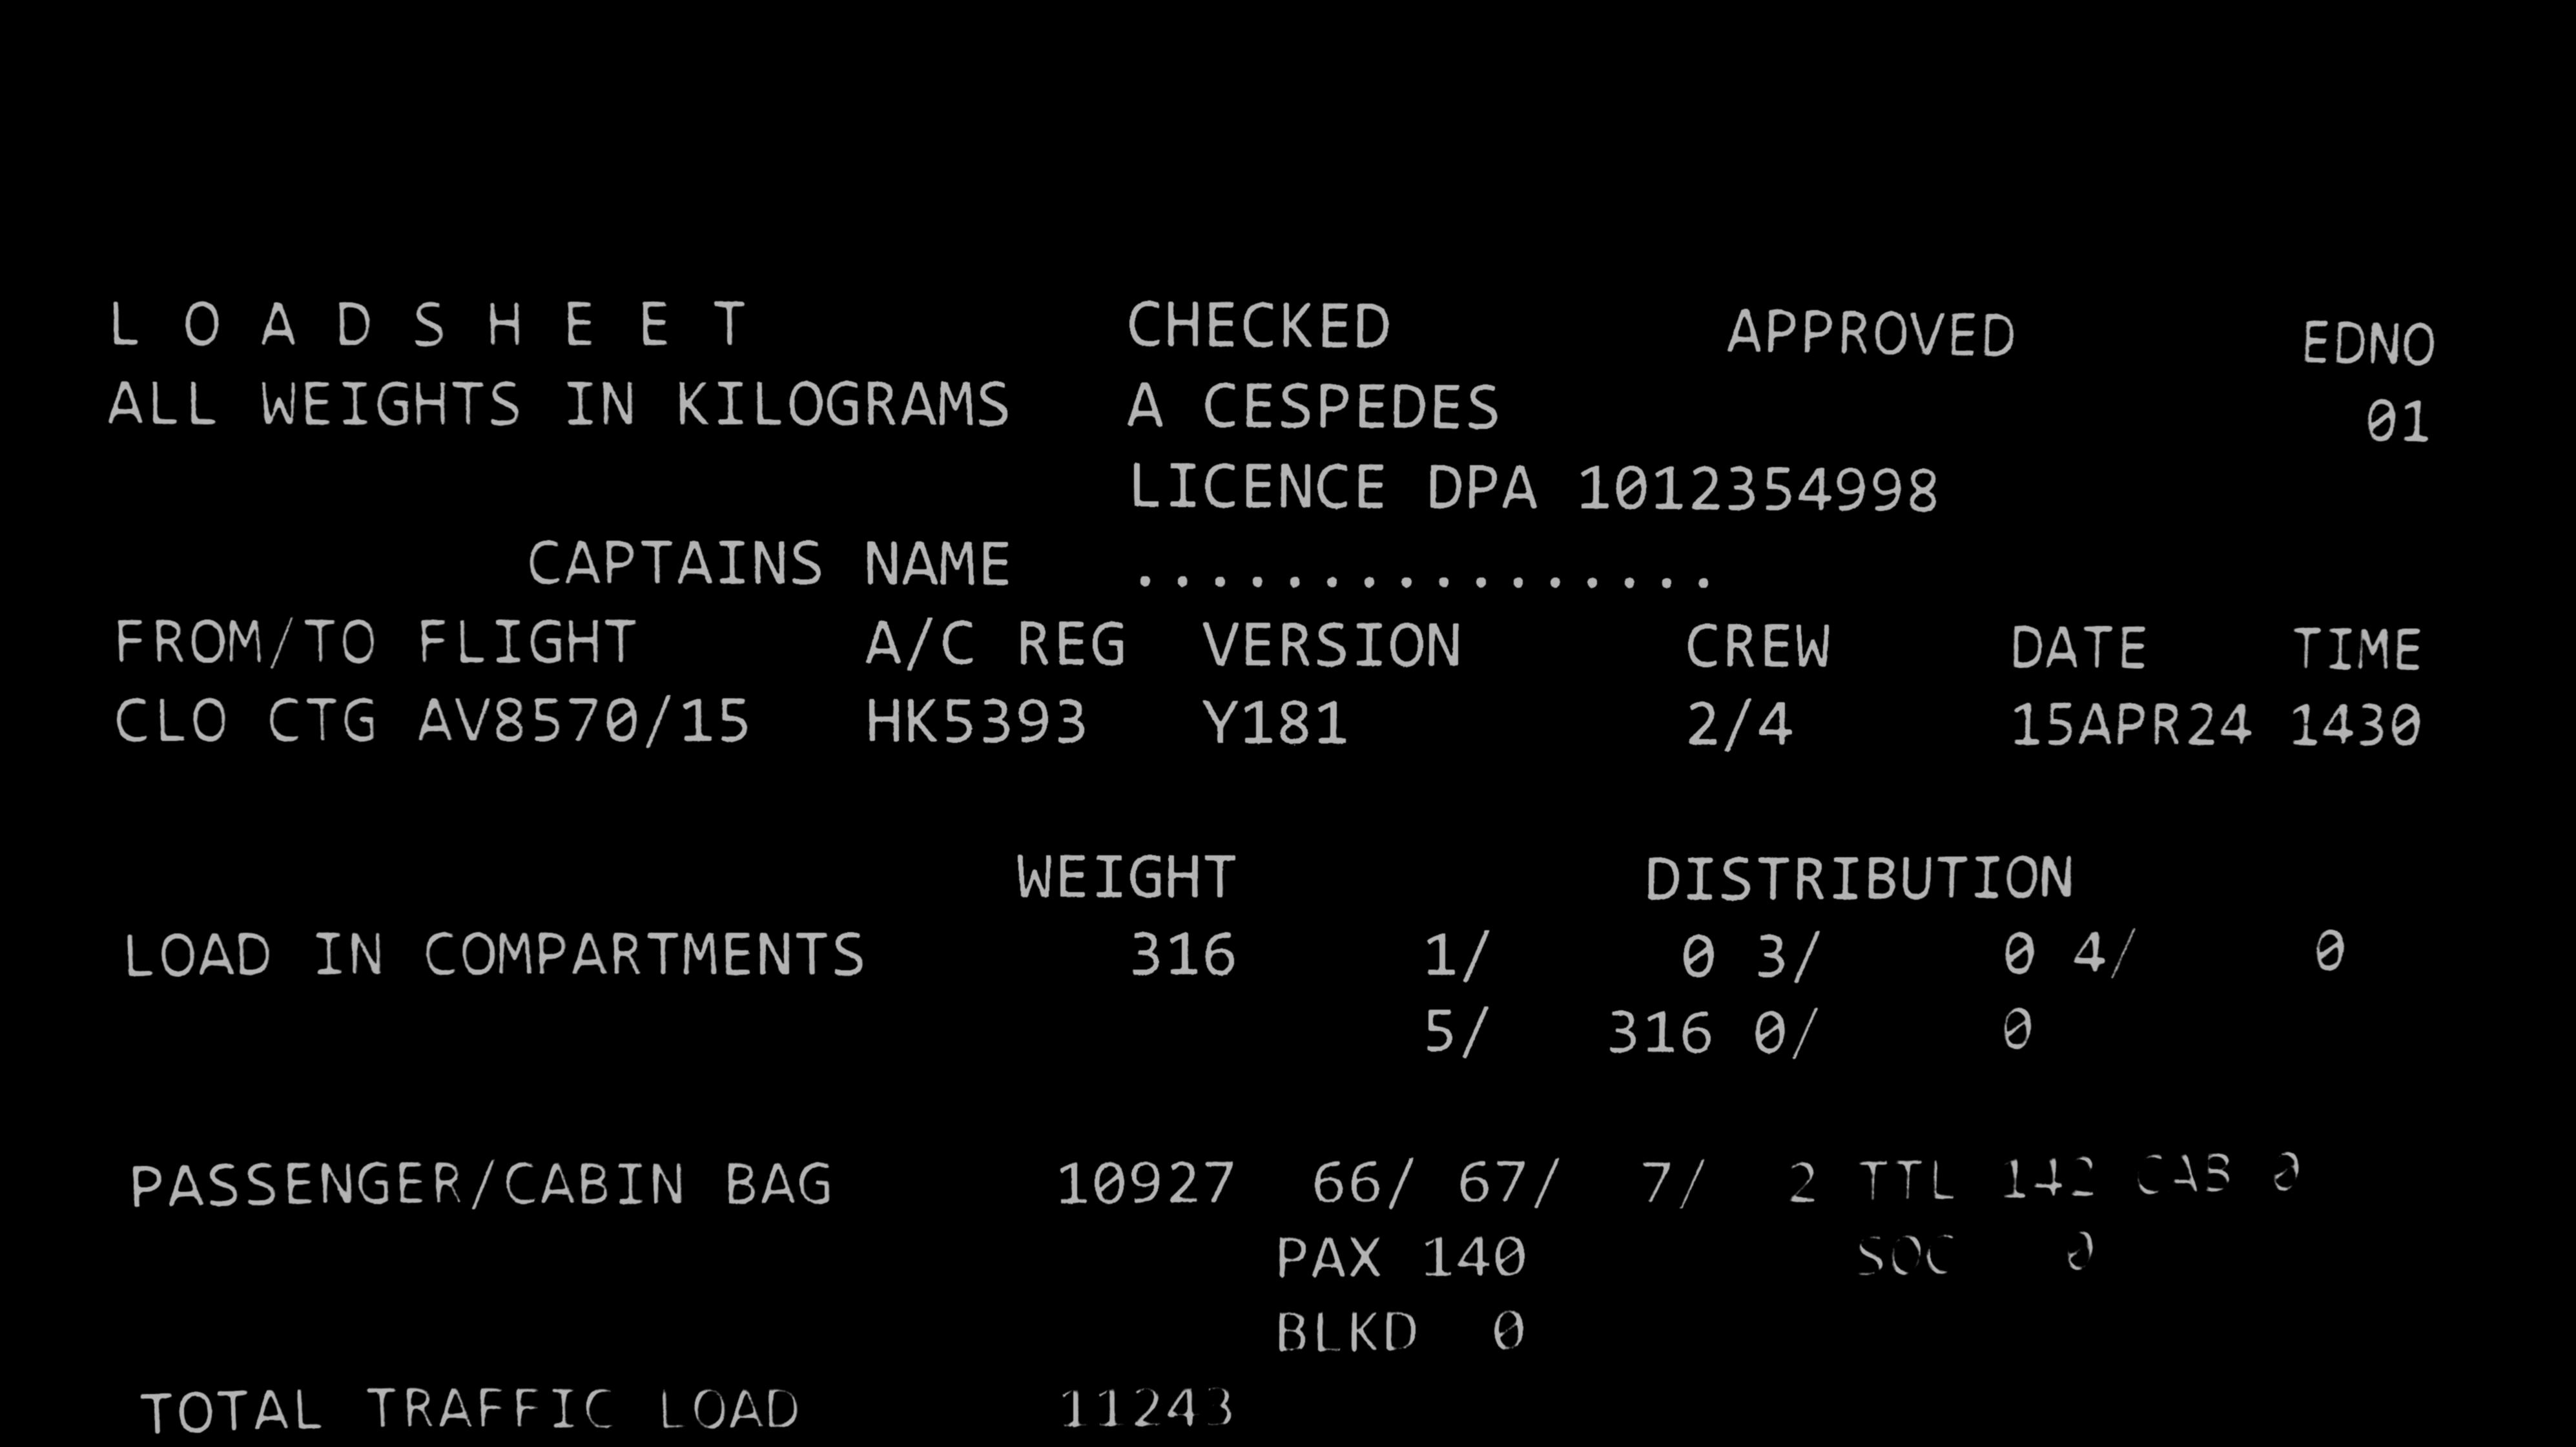 L O A D S H E E T CHECKED APPROVED EDNO
ALL WEIGHTS IN KILOGRAMS A CESPEDES 01
LICENCE DPA 1012354998
CAPTAINS NAME ................
FROM/TO FLIGHT A/C REG VERSION CREW DATE TIME
CLO CTG AV8570/15 HK5393 Y181 2/4 15APR24 1430
WEIGHT DISTRIBUTION
LOAD IN COMPARTMENTS 316 1/ 0 3/ 0 4/ 0
5/ 316 0/ 0
PASSENGER/CABIN BAG 10927 66/ 67/ 7/ 2 TTL 142 CAB 0
PAX 140 SOC 0
BLKD 0
TOTAL TRAFFIC LOAD 11243